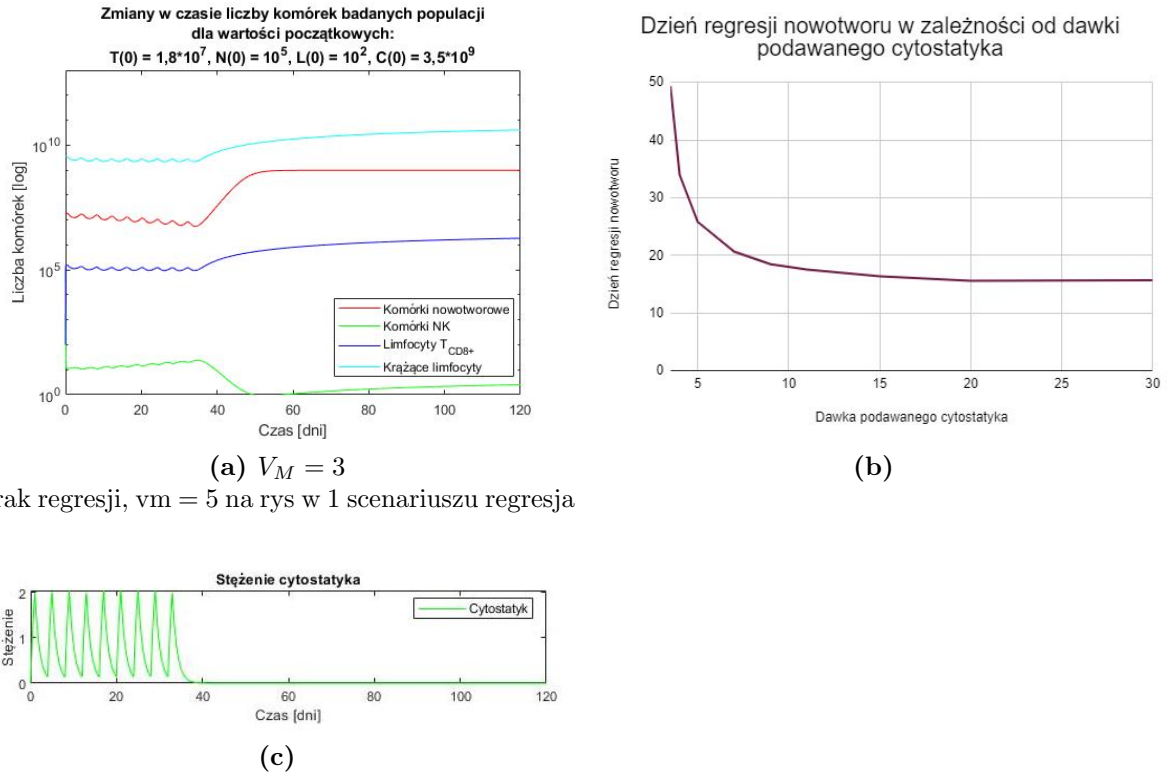 Zmiany w czasie liczby komórek badanych populacji
dla wartości początkowych:
T(0) = 1,8*10^7, N(0) = 10^5, L(0) = 10^2, C(0) = 3,5*10^9
Liczba komórek [log]
10^10
10^5
10^0
0 20 40 60 80 100 120
Czas [dni]
Komórki nowotworowe
Komórki NK
Limfocyty T_CD8+
Krążące limfocyty
(a) V_M = 3
Dzień regresji nowotworu w zależności od dawki
podawanego cytostatyka
Dzień regresji nowotworu
50
40
30
20
10
0
5 10 15 20 25 30
Dawka podawanego cytostatyka
(b)
rak regresji, vm = 5 na rys w 1 scenariuszu regresja
Stężenie cytostatyka
Stężenie
2
1
0
0 20 40 60 80 100 120
Czas [dni]
Cytostatyk
(c)